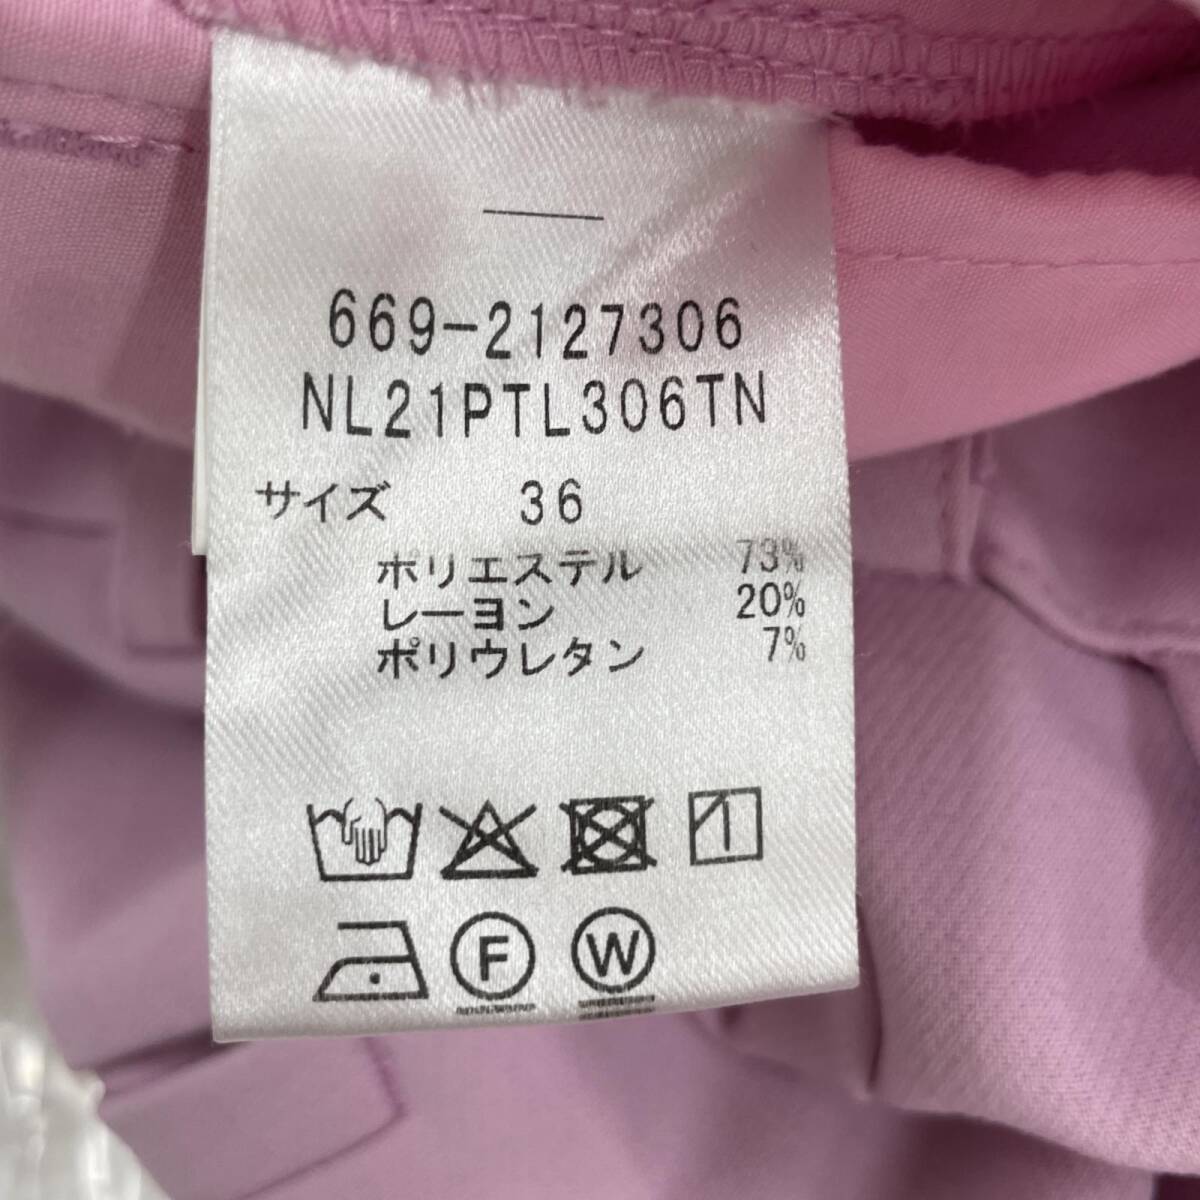 669-2127306
NL21PTL306TN
サイズ 36
ポリエステル 73%
レーヨン 20%
ポリウレタン 7%
F W